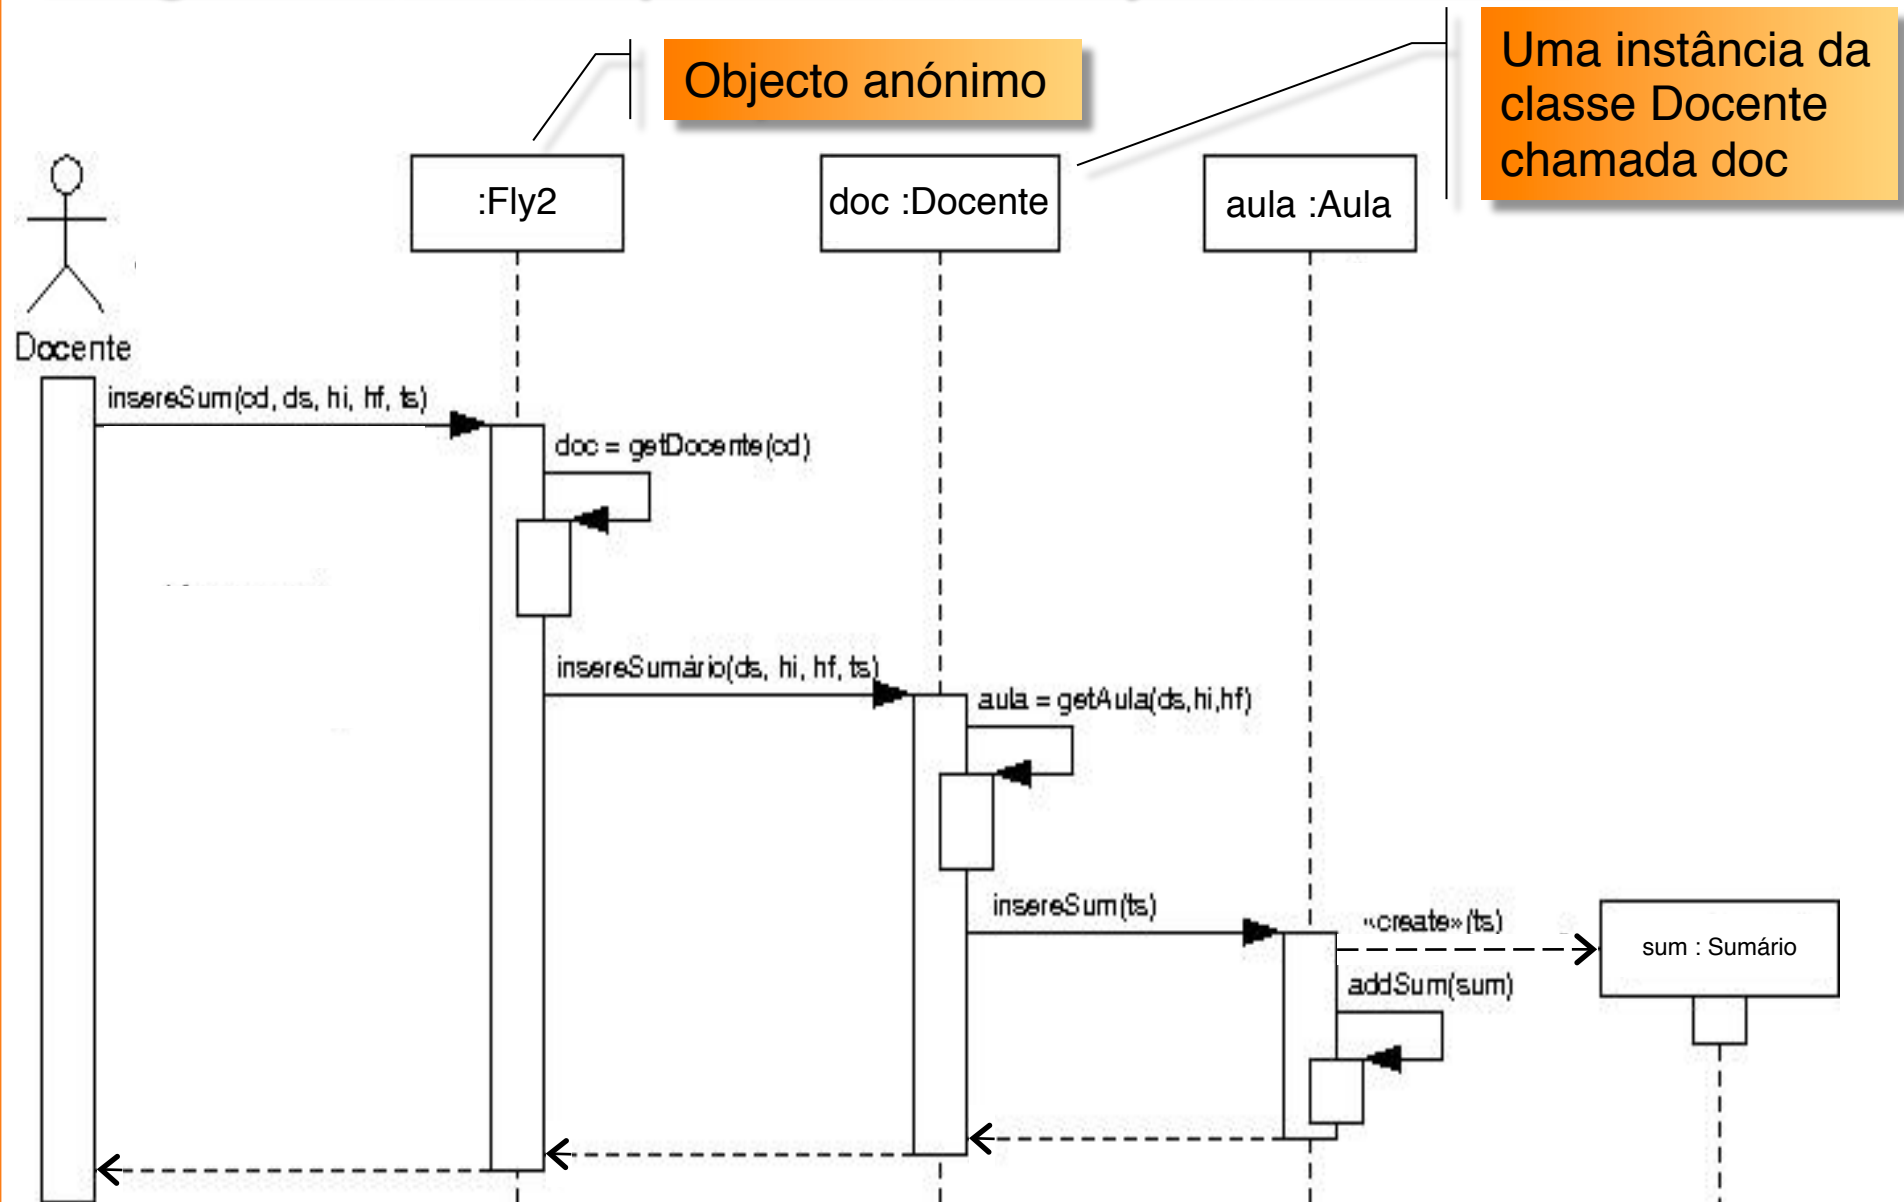 Objecto anónimo
Uma instância da
classe Docente
chamada doc
:Fly2
doc :Docente
aula :Aula
Docente
insereSum(cd, ds, hi, hf, ts)
doc = getDocente(cd)
insereSumário(ds, hi, hf, ts)
aula = getAula(ds,hi,hf)
insereSum(ts)
«create»(ts)
sum : Sumário
addSum(sum)